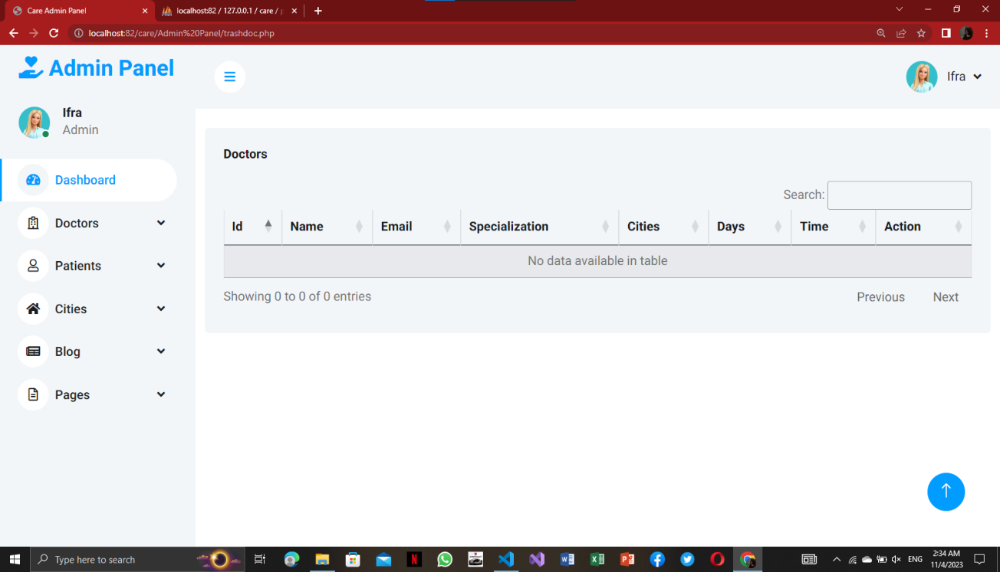 Care Admin Panel
localhost:82 / 127.0.0.1 / care / p
localhost:82/care/Admin%20Panel/trashdoc.php
Admin Panel
Ifra
Ifra
Admin
Doctors
Dashboard
Search:
Doctors
Id Name Email Specialization Cities Days Time Action
No data available in table
Patients
Showing 0 to 0 of 0 entries
Previous Next
Cities
Blog
Pages
Type here to search
ENG
2:34 AM
11/4/2023